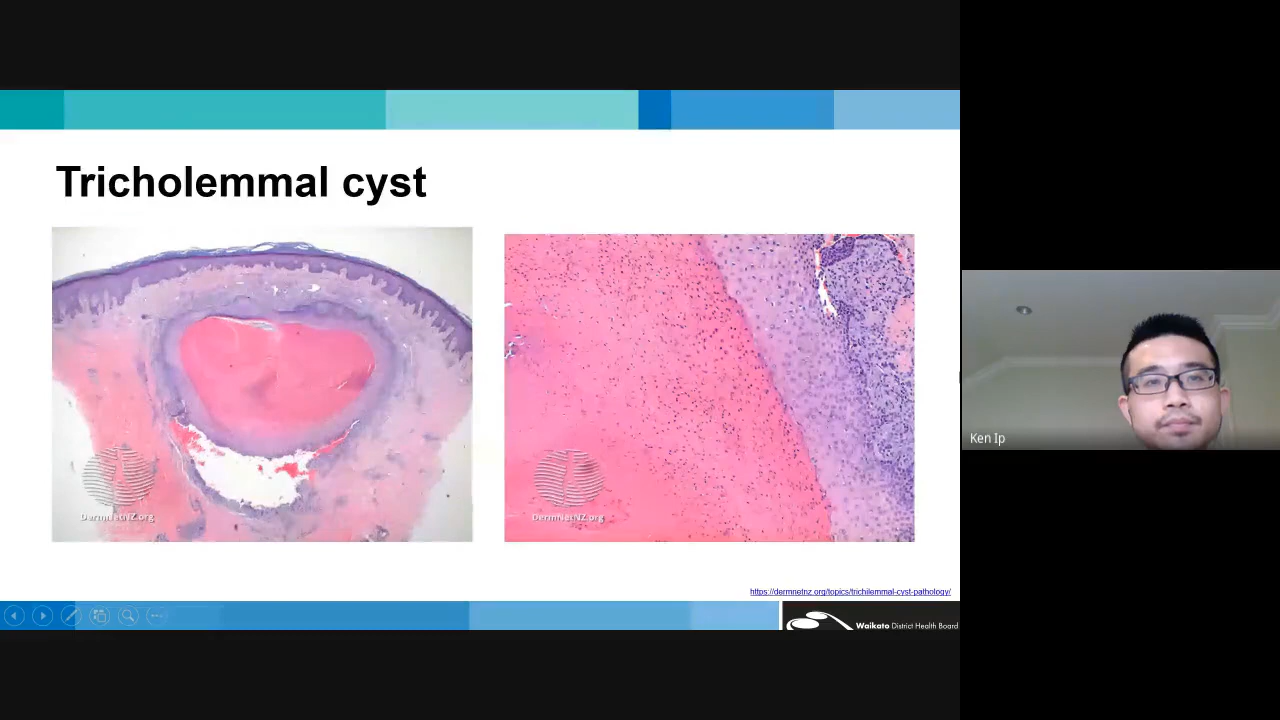 Tricholemmal cyst
DermNetNZ.org
DermNetNZ.org
https://dermnetnz.org/topics/trichilemmal-cyst-pathology/
Waikato District Health Board
Ken Ip